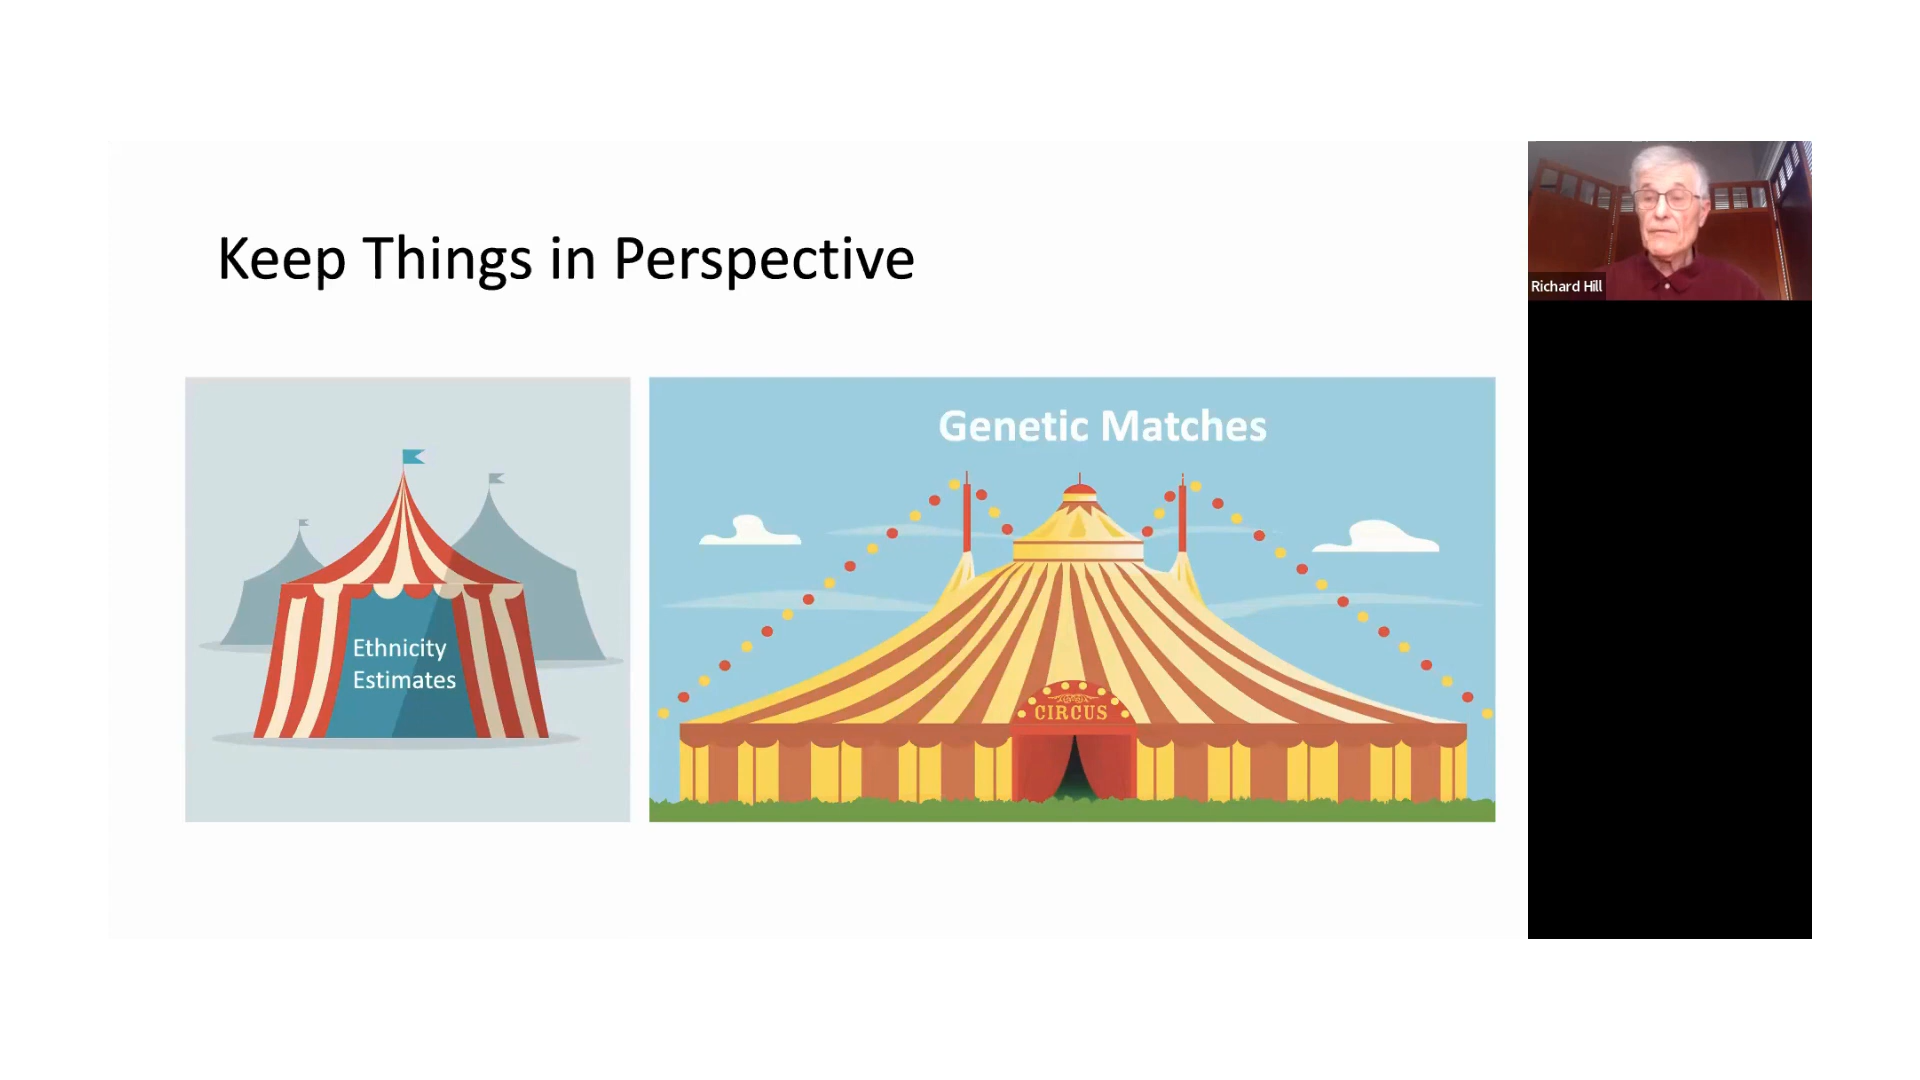 Keep Things in Perspective
Richard Hill
Genetic Matches
Ethnicity
Estimates
CIRCUS